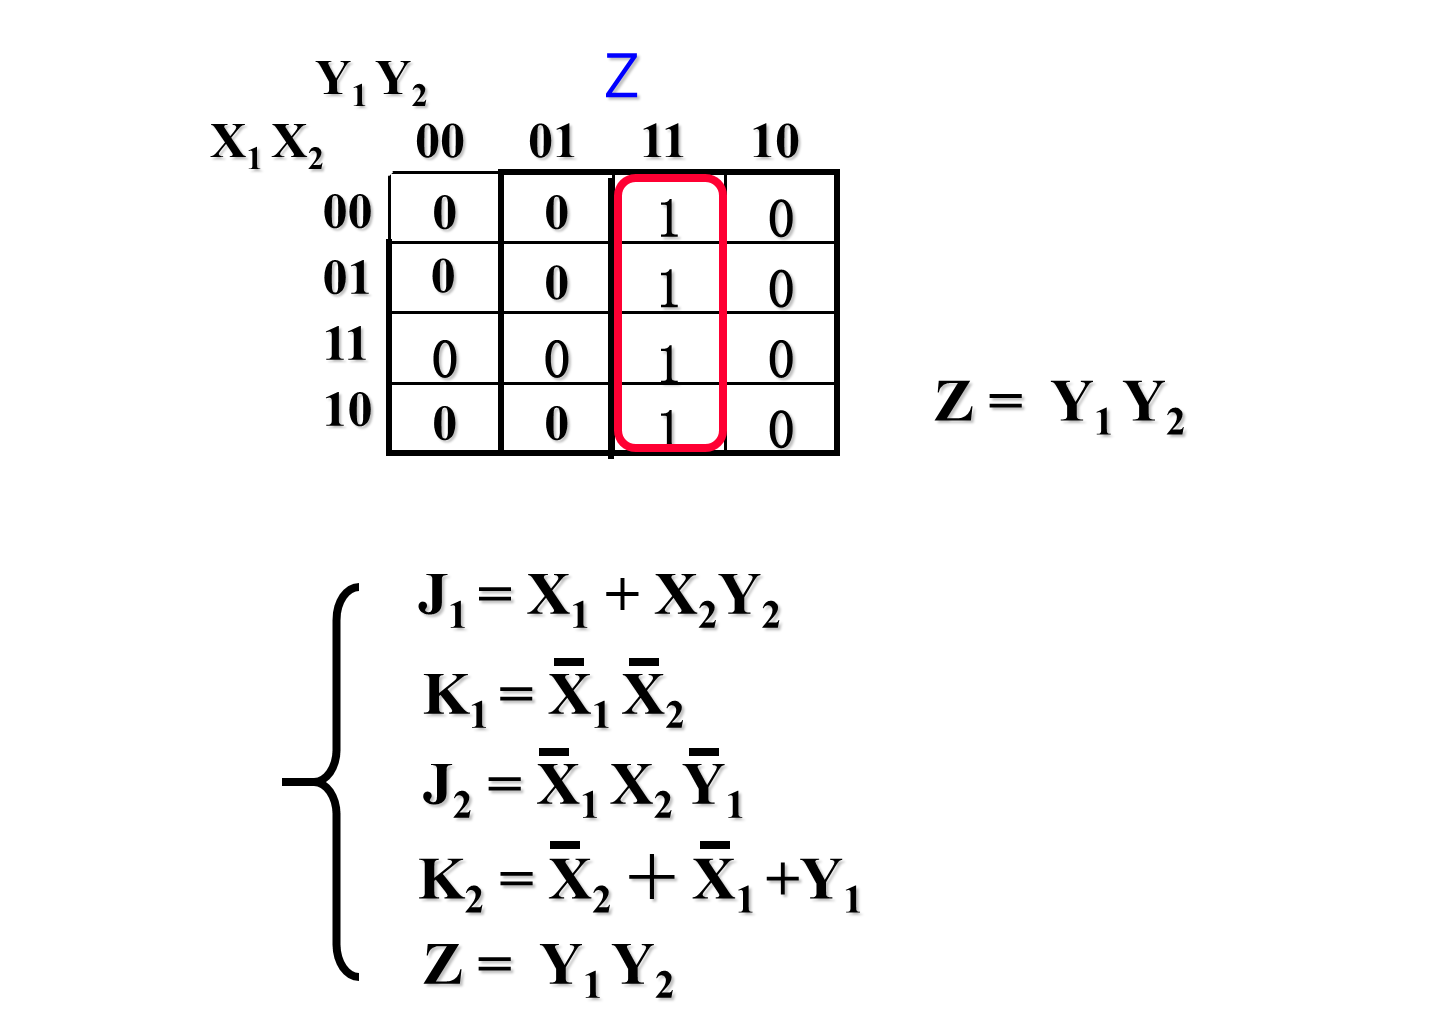 Y₁ Y₂ Z
X₁ X₂ 00 01 11 10
00 0 0 1 0
01 0 0 1 0
11 0 0 1 0
10 0 0 1 0
Z = Y₁ Y₂
J₁ = X₁ + X₂Y₂
K₁ = X̅₁ X̅₂
J₂ = X̅₁ X₂ Y̅₁
K₂ = X̅₂ + X̅₁ +Y₁
Z = Y₁ Y₂